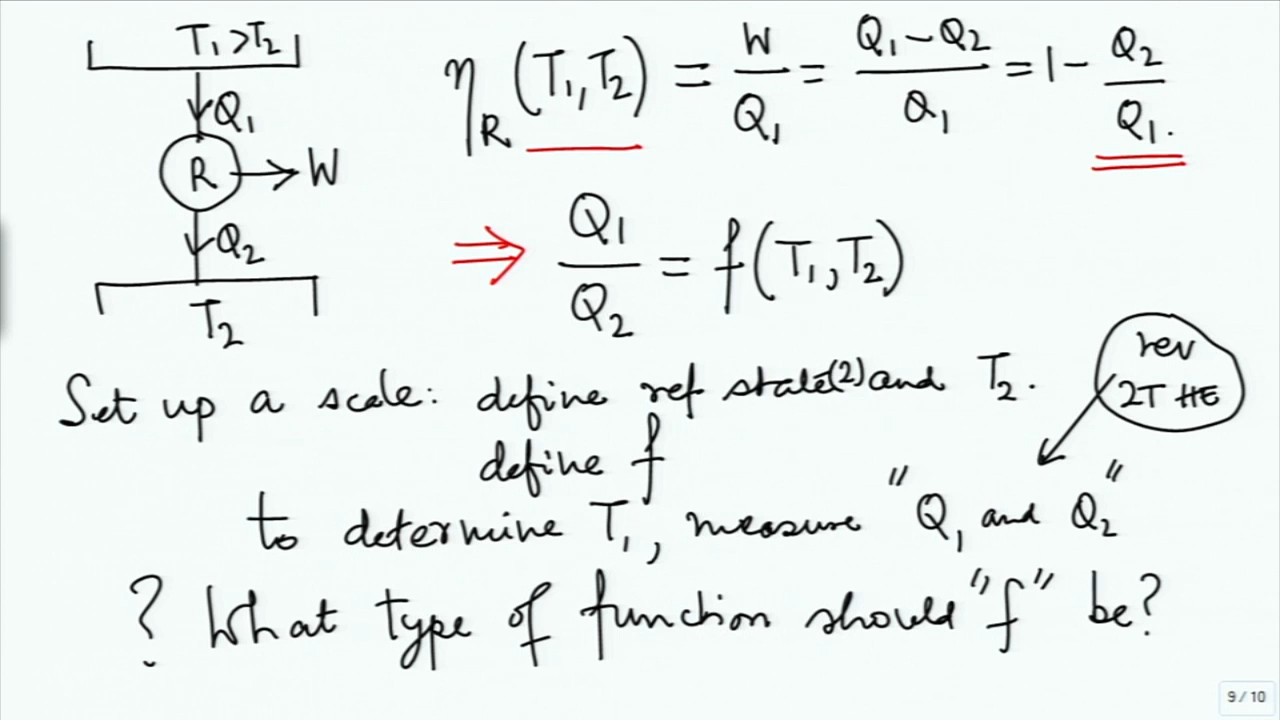 T₁ > T₂
Q₁
R → W
Q₂
T₂
η_R (T₁, T₂) = W/Q₁ = (Q₁ − Q₂)/Q₁ = 1 − Q₂/Q₁.
⇒ Q₁/Q₂ = f(T₁, T₂)
Set up a scale: define ref state(2) and T₂.
define f
rev
2T HE
to determine T₁, measure "Q₁ and Q₂"
? What type of function should "f" be?
9 / 10